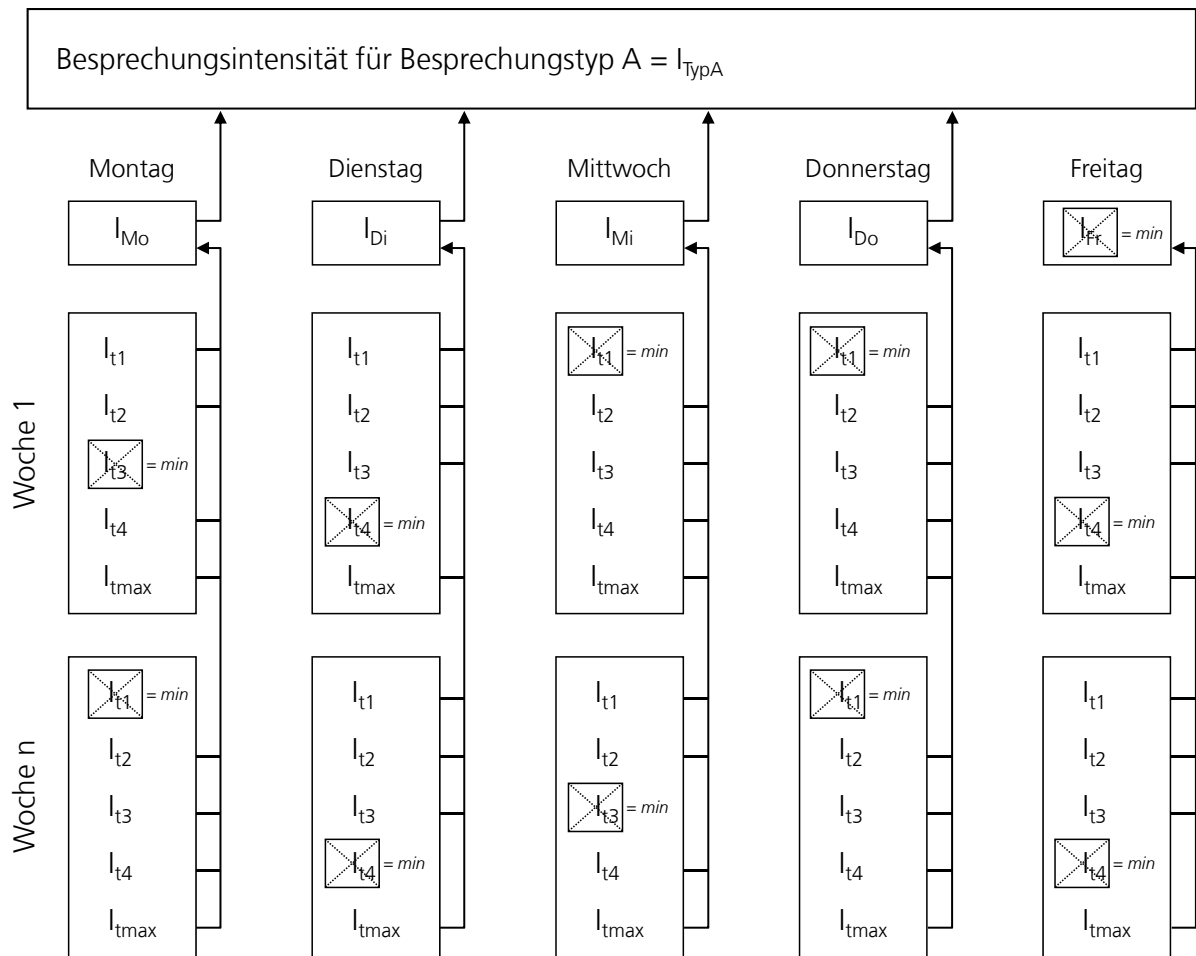 Besprechungsintensität für Besprechungstyp A = I_TypA
Montag Dienstag Mittwoch Donnerstag Freitag
I_Mo I_Di I_Mi I_Do I_Fr = min
Woche 1
I_t1 I_t1 I_t1 = min I_t1 = min I_t1
I_t2 I_t2 I_t2 I_t2 I_t2
I_t3 = min I_t3 I_t3 I_t3 I_t3
I_t4 I_t4 = min I_t4 I_t4 I_t4 = min
I_tmax I_tmax I_tmax I_tmax I_tmax
Woche n
I_t1 = min I_t1 I_t1 I_t1 = min I_t1
I_t2 I_t2 I_t2 I_t2 I_t2
I_t3 I_t3 I_t3 = min I_t3 I_t3
I_t4 I_t4 = min I_t4 I_t4 I_t4 = min
I_tmax I_tmax I_tmax I_tmax I_tmax